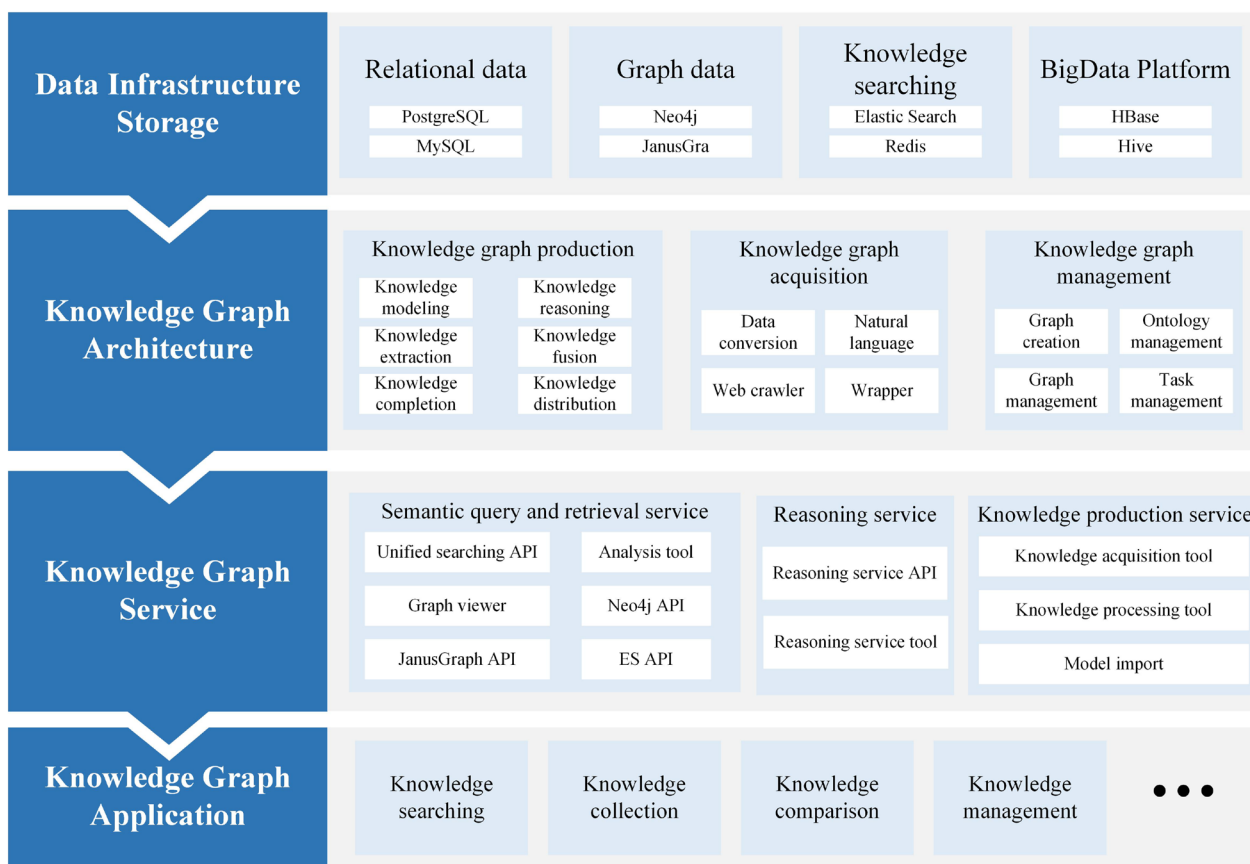 Data Infrastructure
Storage
Relational data
PostgreSQL
MySQL
Graph data
Neo4j
JanusGra
Knowledge
searching
Elastic Search
Redis
BigData Platform
HBase
Hive
Knowledge Graph
Architecture
Knowledge graph production
Knowledge
modeling
Knowledge
reasoning
Knowledge
extraction
Knowledge
fusion
Knowledge
completion
Knowledge
distribution
Knowledge graph
acquisition
Data
conversion
Natural
language
Web crawler
Wrapper
Knowledge graph
management
Graph
creation
Ontology
management
Graph
management
Task
management
Knowledge Graph
Service
Semantic query and retrieval service
Unified searching API
Analysis tool
Graph viewer
Neo4j API
JanusGraph API
ES API
Reasoning service
Reasoning service API
Reasoning service tool
Knowledge production service
Knowledge acquisition tool
Knowledge processing tool
Model import
Knowledge Graph
Application
Knowledge
searching
Knowledge
collection
Knowledge
comparison
Knowledge
management
•••